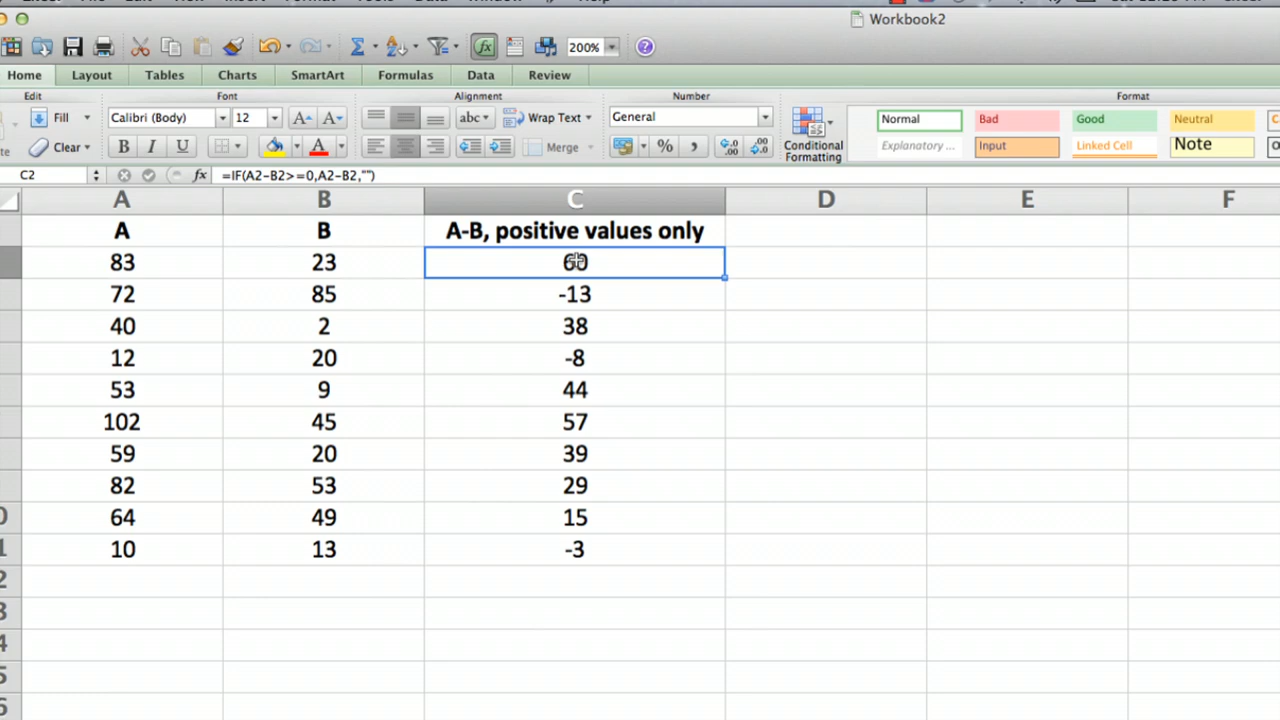 Workbook2
200%
Home Layout Tables Charts SmartArt Formulas Data Review
Edit Font Alignment Number Format
Fill Calibri (Body) 12 A A abc Wrap Text General Normal Bad Good Neutral
Clear B I U A Merge % , Conditional Formatting Explanatory ... Input Linked Cell Note
C2 fx =IF(A2-B2>=0,A2-B2,"")
A B C D E F
A B A-B, positive values only
83 23 60
72 85 -13
40 2 38
12 20 -8
53 9 44
102 45 57
59 20 39
82 53 29
64 49 15
10 13 -3